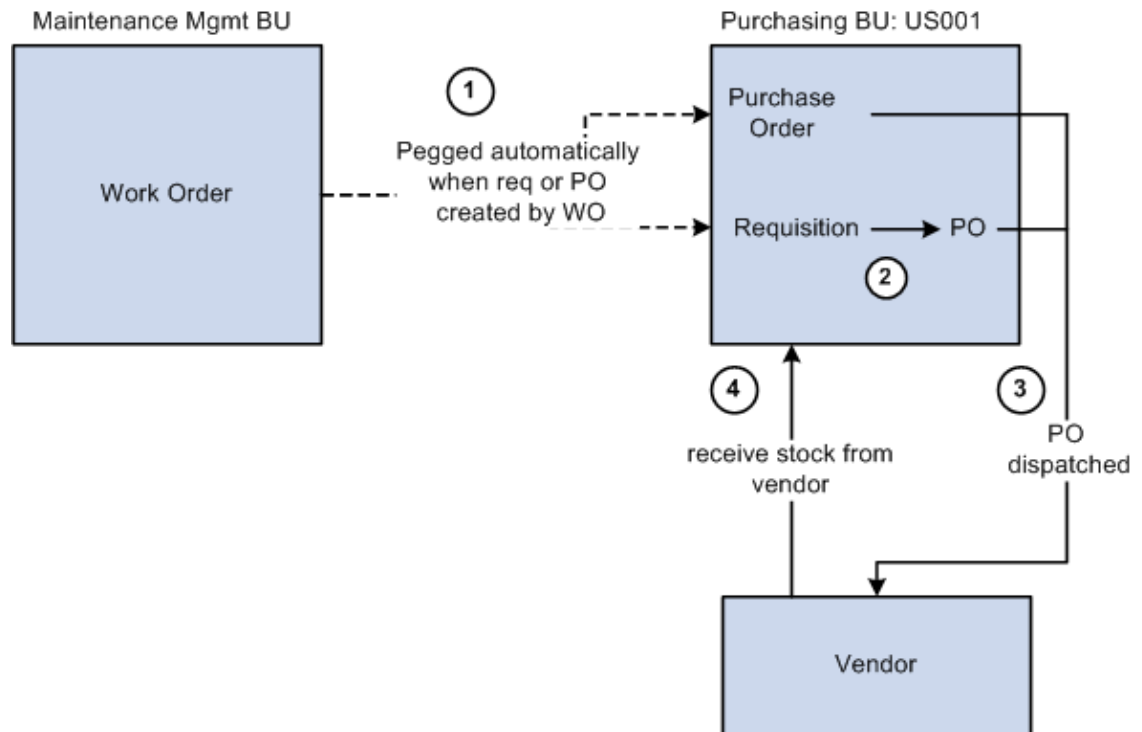 Maintenance Mgmt BU
Purchasing BU: US001
1
Purchase
Order
Pegged automatically
when req or PO
created by WO
Work Order
Requisition
PO
2
4
3
receive stock from
vendor
PO
dispatched
Vendor